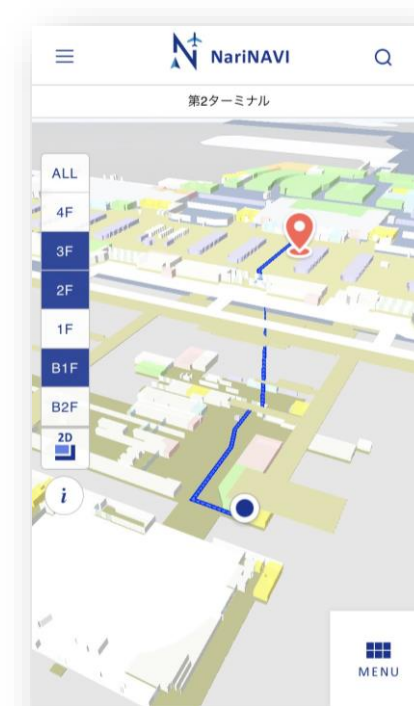 NariNAVI
第2ターミナル
ALL
4F
3F
2F
1F
B1F
B2F
2D
i
MENU